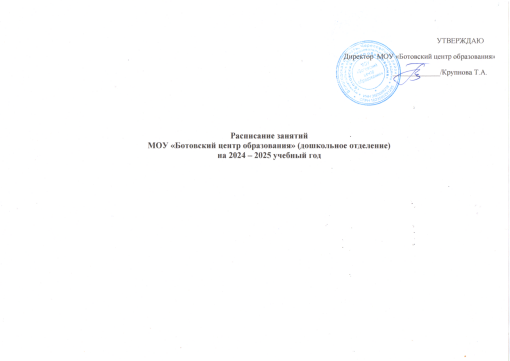 УТВЕРЖДАЮ
Директор МОУ «Ботовский центр образования»
/Крупнова Т.А.
Расписание занятий
МОУ «Ботовский центр образования» (дошкольное отделение)
на 2024 – 2025 учебный год